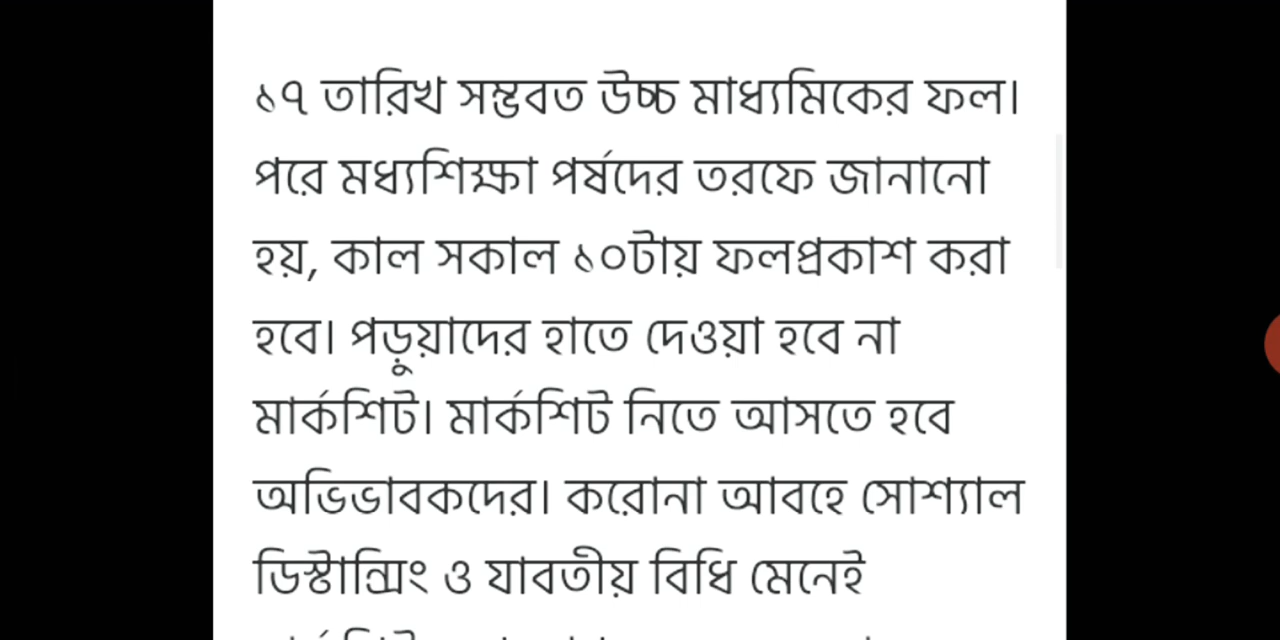 ১৭ তারিখ সম্ভবত উচ্চ মাধ্যমিকের ফল।
পরে মধ্যশিক্ষা পর্ষদের তরফে জানানো
হয়, কাল সকাল ১০টায় ফলপ্রকাশ করা
হবে। পড়ুয়াদের হাতে দেওয়া হবে না
মার্কশিট। মার্কশিট নিতে আসতে হবে
অভিভাবকদের। করোনা আবহে সোশ্যাল
ডিস্টান্সিং ও যাবতীয় বিধি মেনেই